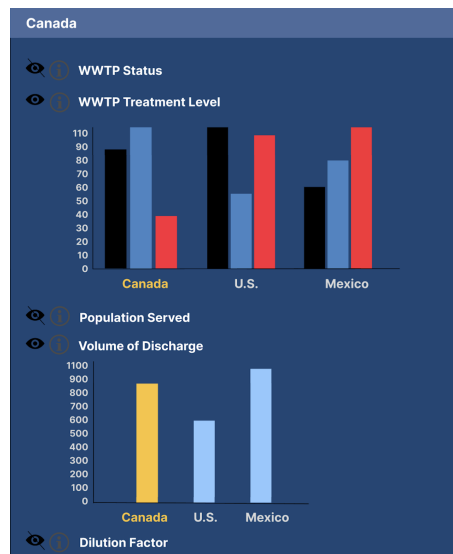 Canada
WWTP Status
WWTP Treatment Level
110
90
80
70
60
50
40
30
20
10
0
Canada U.S. Mexico
Population Served
Volume of Discharge
1100
900
800
700
600
500
400
300
200
100
0
Canada U.S. Mexico
Dilution Factor